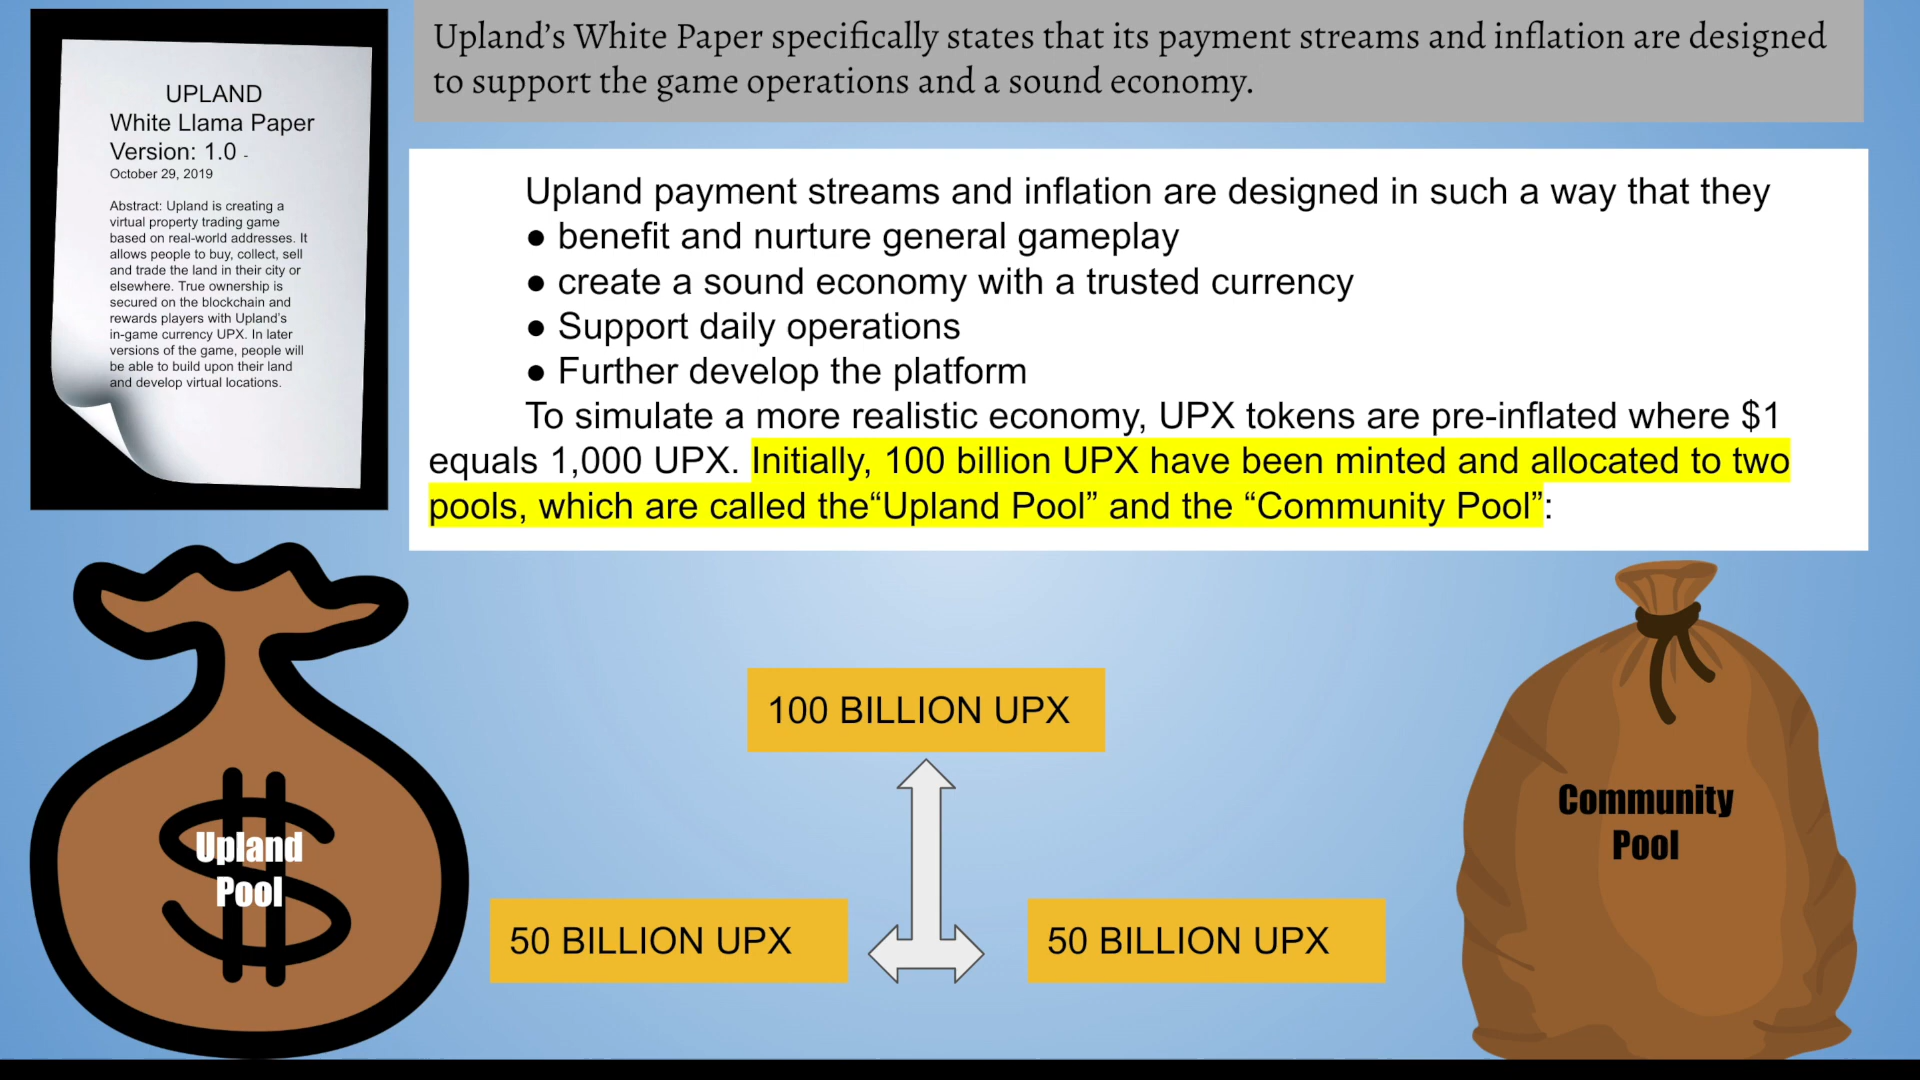 UPLAND
White Llama Paper
Version: 1.0 -
October 29, 2019
Abstract: Upland is creating a
virtual property trading game
based on real-world addresses. It
allows people to buy, collect, sell
and trade the land in their city or
elsewhere. True ownership is
secured on the blockchain and
rewards players with Upland's
in-game currency UPX. In later
versions of the game, people will
be able to build upon their land
and develop virtual locations.
Upland’s White Paper specifically states that its payment streams and inflation are designed
to support the game operations and a sound economy.
Upland payment streams and inflation are designed in such a way that they
● benefit and nurture general gameplay
● create a sound economy with a trusted currency
● Support daily operations
● Further develop the platform
To simulate a more realistic economy, UPX tokens are pre-inflated where $1
equals 1,000 UPX. Initially, 100 billion UPX have been minted and allocated to two
pools, which are called the“Upland Pool” and the “Community Pool”:
100 BILLION UPX
Upland
Pool
50 BILLION UPX
50 BILLION UPX
Community
Pool